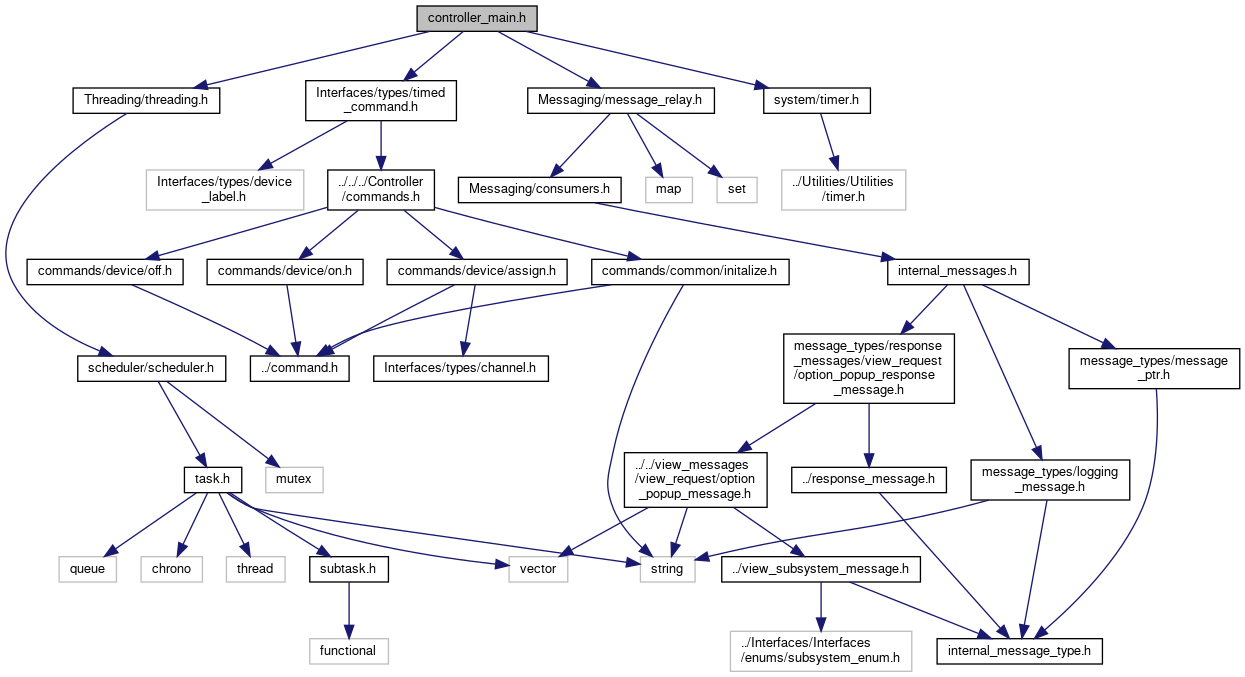 controller_main.h
Threading/threading.h
Interfaces/types/timed
_command.h
Messaging/message_relay.h
system/timer.h
Interfaces/types/device
_label.h
../../../Controller
/commands.h
Messaging/consumers.h
map
set
../Utilities/Utilities
/timer.h
commands/device/off.h
commands/device/on.h
commands/device/assign.h
commands/common/initalize.h
internal_messages.h
scheduler/scheduler.h
../command.h
Interfaces/types/channel.h
message_types/response
_messages/view_request
/option_popup_response
_message.h
message_types/message
_ptr.h
task.h
mutex
../../view_messages
/view_request/option
_popup_message.h
../response_message.h
message_types/logging
_message.h
queue
chrono
thread
subtask.h
vector
string
../view_subsystem_message.h
functional
../Interfaces/Interfaces
/enums/subsystem_enum.h
internal_message_type.h